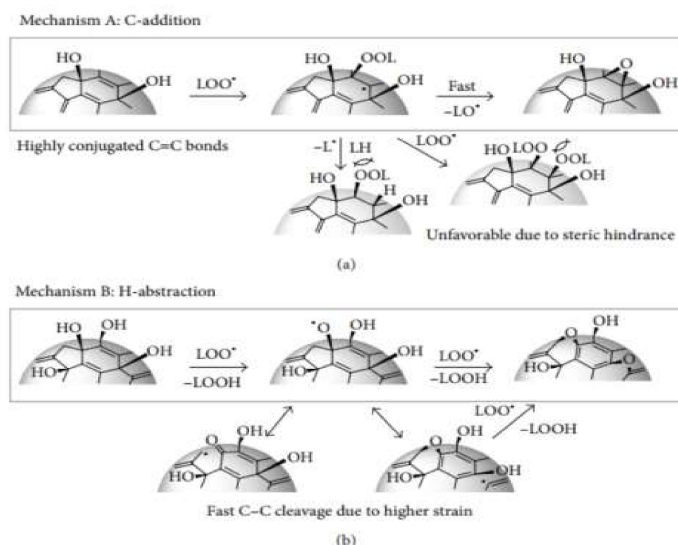 Mechanism A: C-addition
HO
OH
LOO•
HO
OOL
OH
Fast
−LO•
HO
O
OH
Highly conjugated C=C bonds
−L•
LH
LOO•
HO
OOL
H
OH
HO LOO
OOL
OH
Unfavorable due to steric hindrance
(a)
Mechanism B: H-abstraction
HO
OH
OH
HO
LOO•
−LOOH
•O
OH
OH
HO
LOO•
−LOOH
OH
O
O
HO
LOO•
−LOOH
O
OH
OH
HO
OH
O
OH
HO
Fast C–C cleavage due to higher strain
(b)